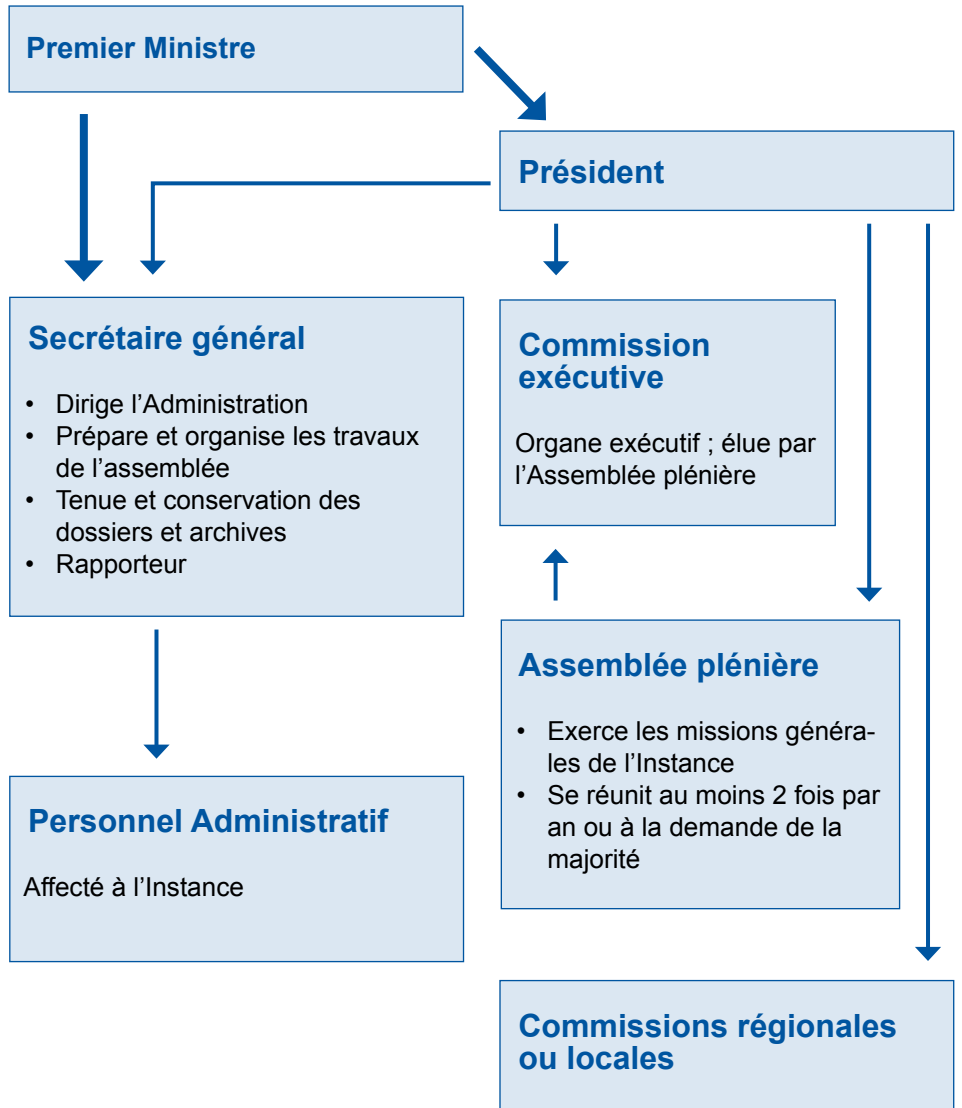 Premier Ministre
Président
Secrétaire général
• Dirige l’Administration
• Prépare et organise les travaux
de l’assemblée
• Tenue et conservation des
dossiers et archives
• Rapporteur
Commission
exécutive
Organe exécutif ; élue par
l’Assemblée plénière
Assemblée plénière
• Exerce les missions généra-
les de l’Instance
• Se réunit au moins 2 fois par
an ou à la demande de la
majorité
Personnel Administratif
Affecté à l’Instance
Commissions régionales
ou locales